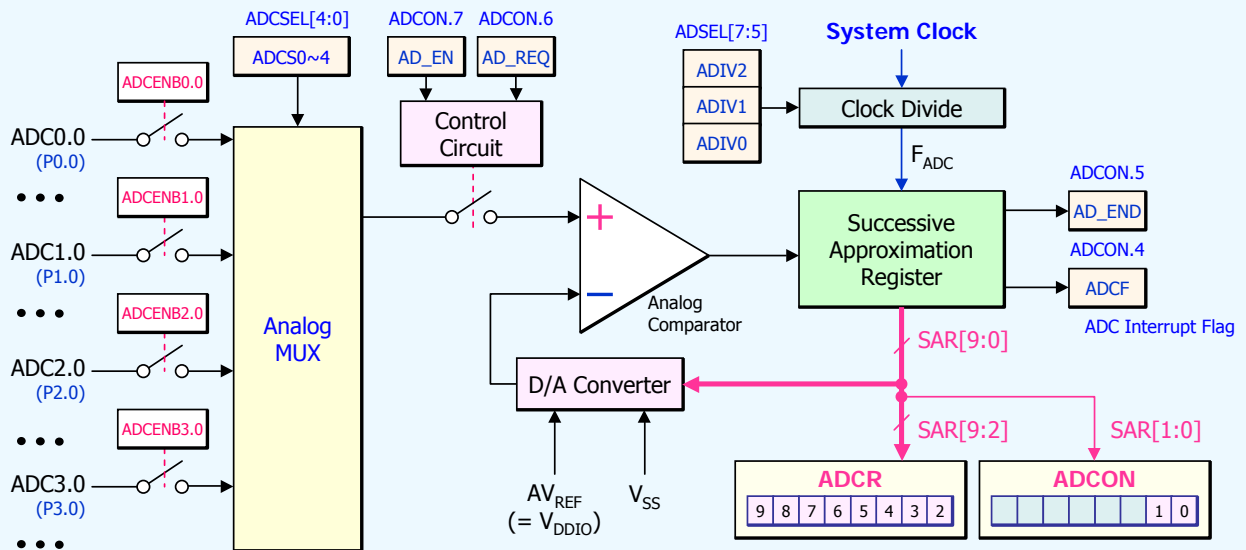 ADCSEL[4:0]
ADCS0~4
ADCON.7
ADCON.6
AD_EN
AD_REQ
Control
Circuit
ADSEL[7:5]
ADIV2
ADIV1
ADIV0
System Clock
Clock Divide
FADC
ADCENB0.0
ADC0.0
(P0.0)
•••
ADCENB1.0
ADC1.0
(P1.0)
•••
ADCENB2.0
ADC2.0
(P2.0)
•••
ADCENB3.0
ADC3.0
(P3.0)
•••
Analog
MUX
+
−
Analog
Comparator
Successive
Approximation
Register
ADCON.5
AD_END
ADCON.4
ADCF
ADC Interrupt Flag
SAR[9:0]
D/A Converter
AVREF
(= VDDIO)
VSS
SAR[9:2]
SAR[1:0]
ADCR
9 8 7 6 5 4 3 2
ADCON
1 0